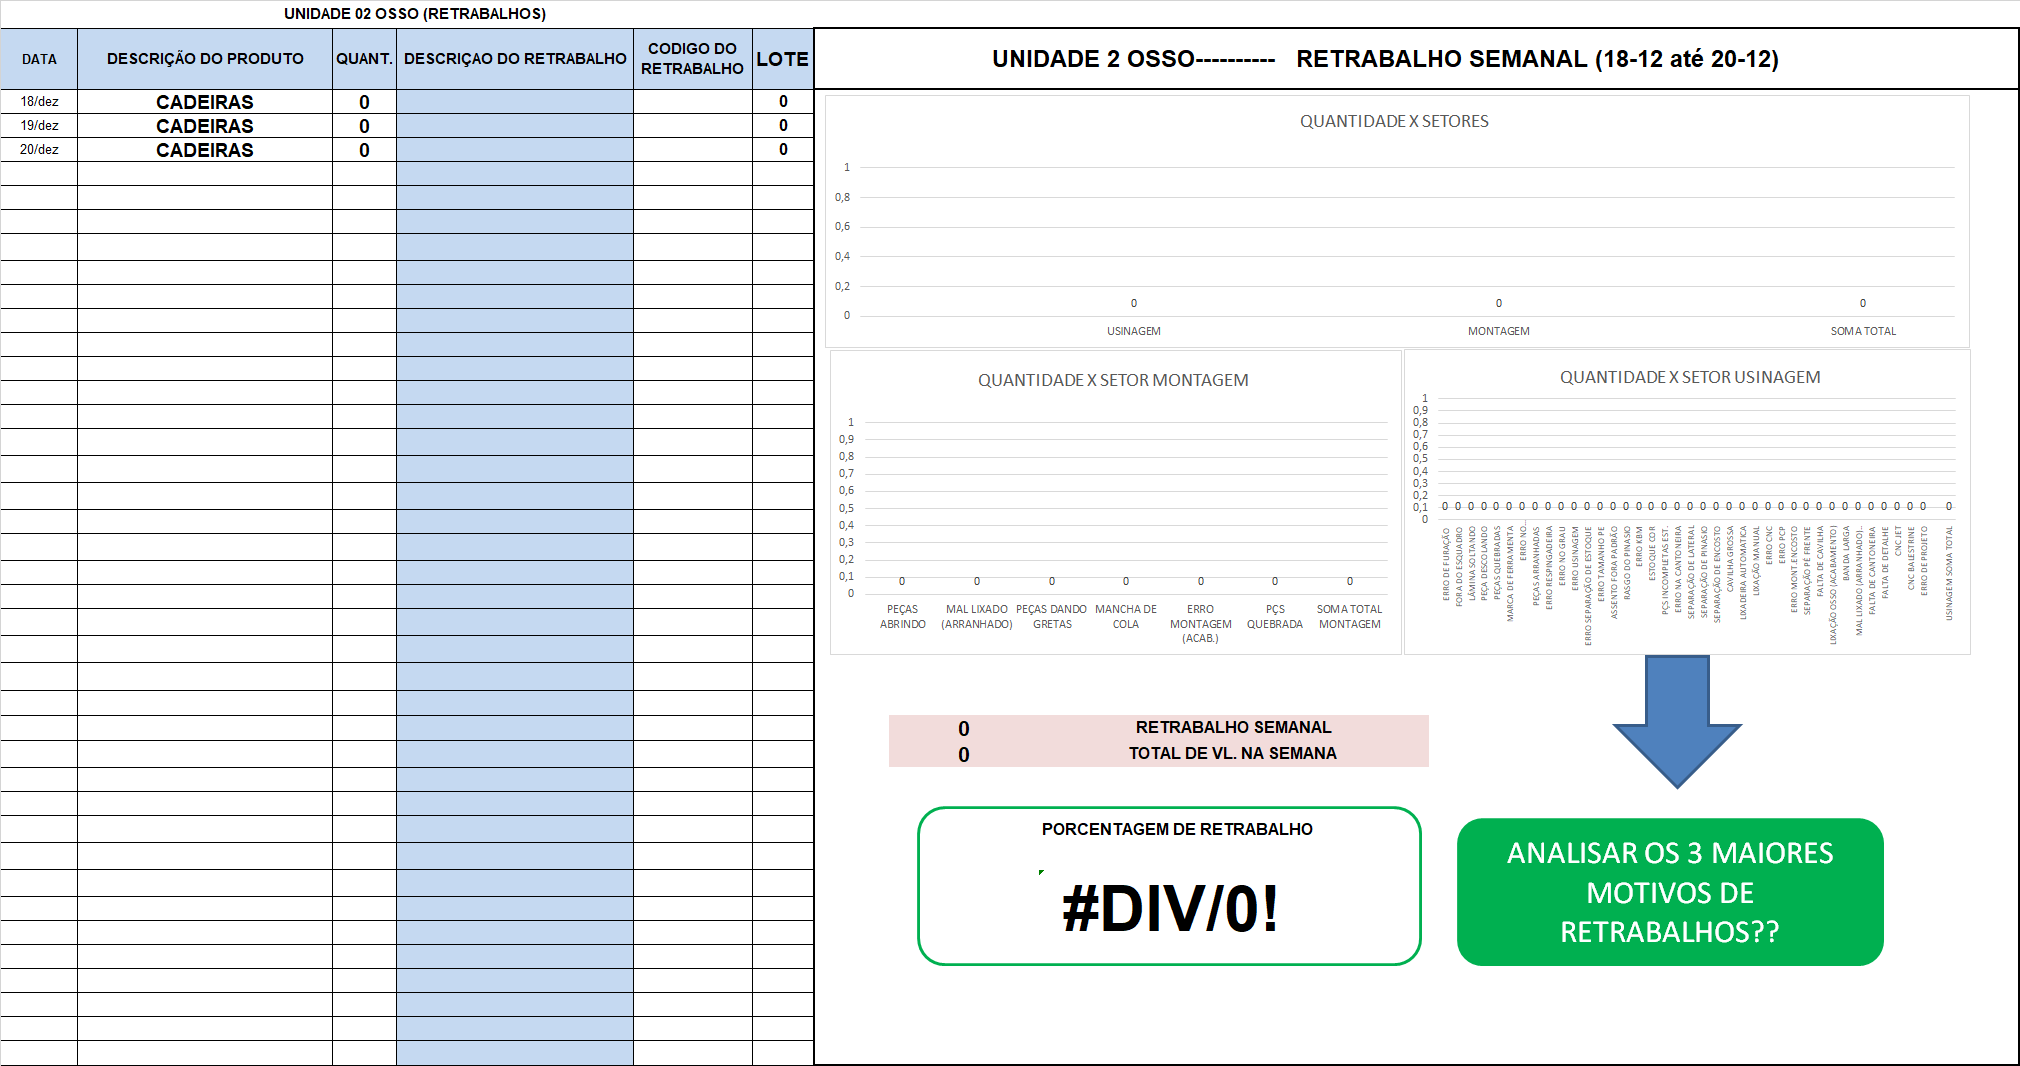 UNIDADE 02 OSSO (RETRABALHOS)
DATA DESCRIÇÃO DO PRODUTO QUANT. DESCRIÇAO DO RETRABALHO CODIGO DO RETRABALHO LOTE
18/dez CADEIRAS 0 0
19/dez CADEIRAS 0 0
20/dez CADEIRAS 0 0
UNIDADE 2 OSSO---------- RETRABALHO SEMANAL (18-12 até 20-12)
QUANTIDADE X SETORES
1
0,8
0,6
0,4
0,2
0
0 0 0
USINAGEM MONTAGEM SOMA TOTAL
QUANTIDADE X SETOR MONTAGEM
1
0,9
0,8
0,7
0,6
0,5
0,4
0,3
0,2
0,1
0
0 0 0 0 0 0 0
PEÇAS ABRINDO
MAL LIXADO (ARRANHADO)
PEÇAS DANDO GRETAS
MANCHA DE COLA
ERRO MONTAGEM (ACAB.)
PÇS QUEBRADA
SOMA TOTAL MONTAGEM
QUANTIDADE X SETOR USINAGEM
1
0,9
0,8
0,7
0,6
0,5
0,4
0,3
0,2
0,1
0
0 0 0 0 0 0 0 0 0 0 0 0 0 0 0 0 0 0 0 0 0 0 0 0 0 0 0 0 0 0 0 0 0 0 0 0 0 0 0
ERRO DE FURAÇÃO
FORA DO ESQUADRO
LÂMINA SOLTANDO
PEÇA DESCOLANDO
PEÇAS QUEBRADAS
MARCA DE FERRAMENTA
ERRO NO...
PEÇAS ARRANHADAS
ERRO RESPINGADEIRA
ERRO NO GRAU
ERRO USINAGEM
ERRO SEPARAÇÃO DE ESTOQUE
ERRO TAMANHO PE
ASSENTO FORA PADRÃO
RASGO DO PINASIO
ERRO KBM
ESTOQUE COR
PÇS INCOMPLETAS EST.
ERRO NA CANTONEIRA
SEPARAÇÃO DE LATERAL
SEPARAÇÃO DE PINASIO
SEPARAÇÃO DE ENCOSTO
CAVILHA GROSSA
LIXADEIRA AUTOMATICA
LIXAÇÃO MANUAL
ERRO CNC
ERRO PCP
ERRO MONT.ENCOSTO
SEPARAÇÃO PÉ FRENTE
FALTA DE CAVILHA
LIXAÇÃO OSSO (ACABAMENTO)
BANDA LARGA
MAL LIXADO (ARRANHADO)...
FALTA DE CANTONEIRA
FALTA DE DETALHE
CNC JET
CNC BALESTRINE
ERRO DE PROJETO
USINAGEM SOMA TOTAL
0 RETRABALHO SEMANAL
0 TOTAL DE VL. NA SEMANA
PORCENTAGEM DE RETRABALHO
#DIV/0!
ANALISAR OS 3 MAIORES
MOTIVOS DE
RETRABALHOS??